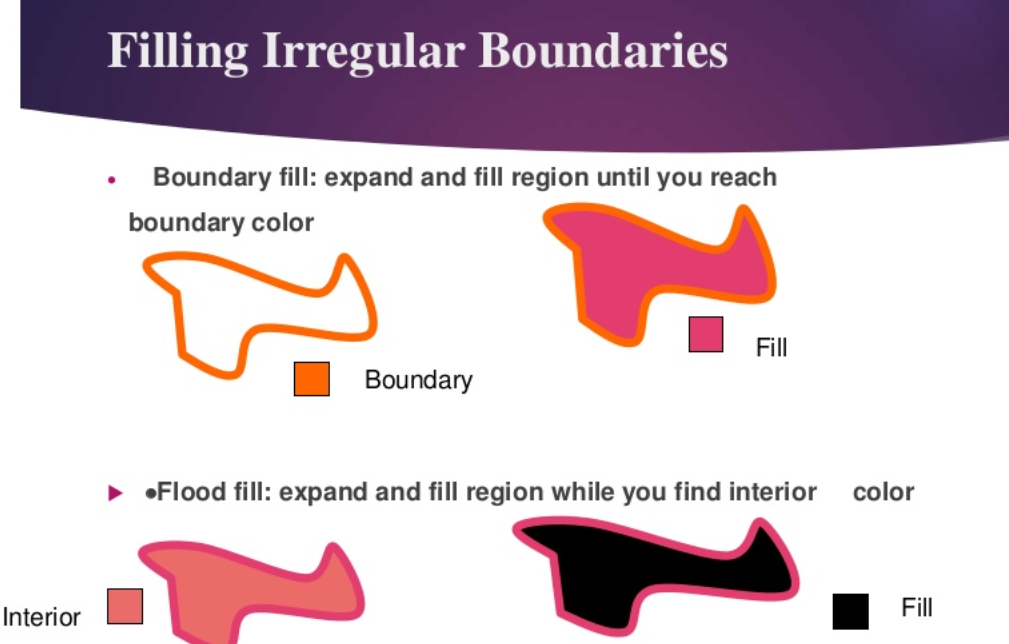 Filling Irregular Boundaries
• Boundary fill: expand and fill region until you reach
boundary color
Fill
Boundary
•Flood fill: expand and fill region while you find interior color
Interior
Fill